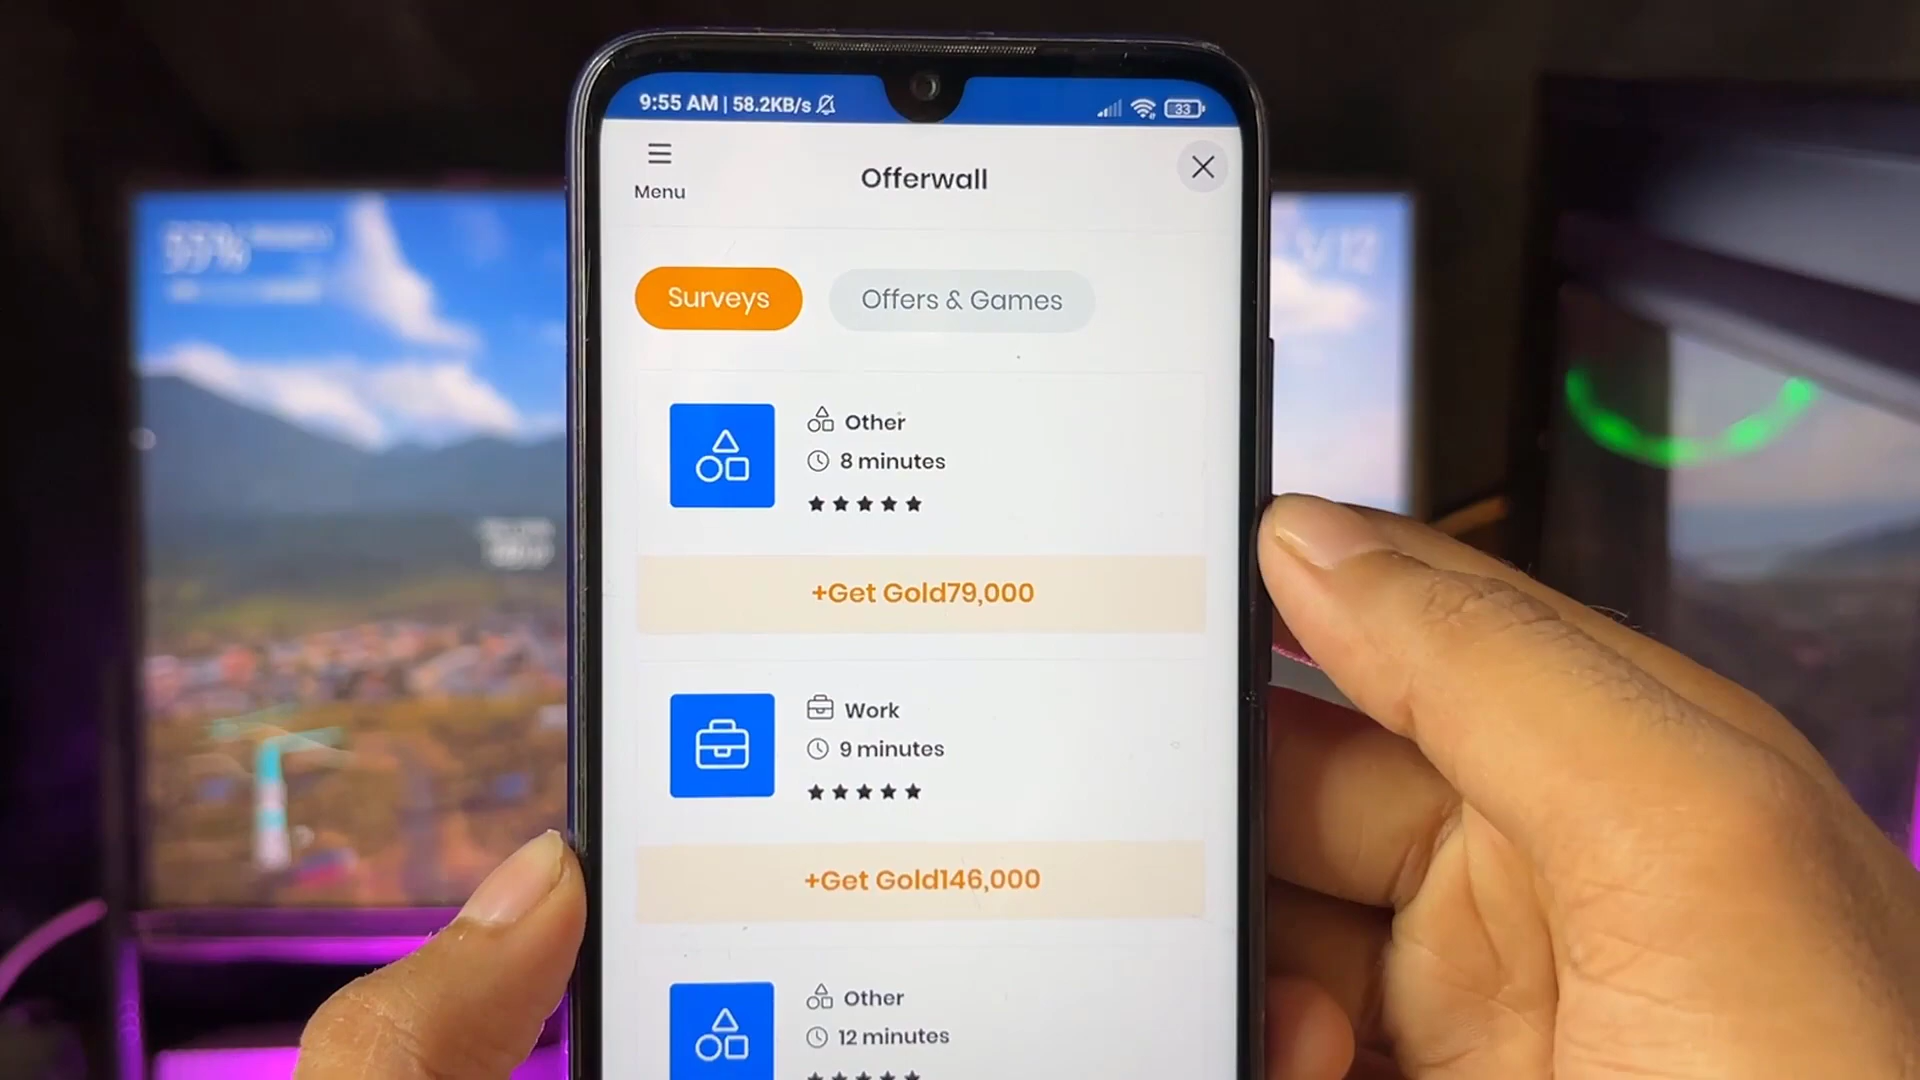 9:55 AM | 58.2KB/s
33
Menu
Offerwall
Surveys
Offers & Games
Other
8 minutes
+Get Gold79,000
Work
9 minutes
+Get Gold146,000
Other
12 minutes